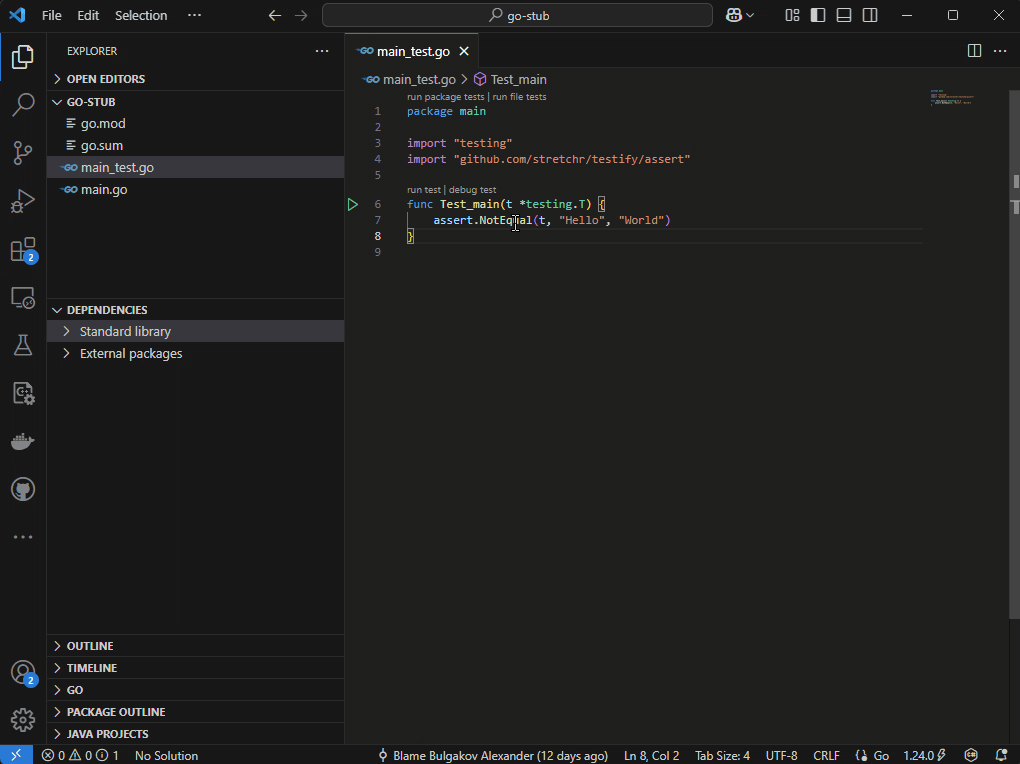 File Edit Selection ··· go-stub
EXPLORER ···
OPEN EDITORS
GO-STUB
go.mod
go.sum
main_test.go
main.go
DEPENDENCIES
Standard library
External packages
OUTLINE
TIMELINE
GO
PACKAGE OUTLINE
JAVA PROJECTS
2
2
GO main_test.go
GO main_test.go > Test_main
run package tests | run file tests
1 package main
2
3 import "testing"
4 import "github.com/stretchr/testify/assert"
5
run test | debug test
6 func Test_main(t *testing.T) {
7 assert.NotEqual(t, "Hello", "World")
8 }
9
0 0 1 No Solution Blame Bulgakov Alexander (12 days ago) Ln 8, Col 2 Tab Size: 4 UTF-8 CRLF {} Go 1.24.0